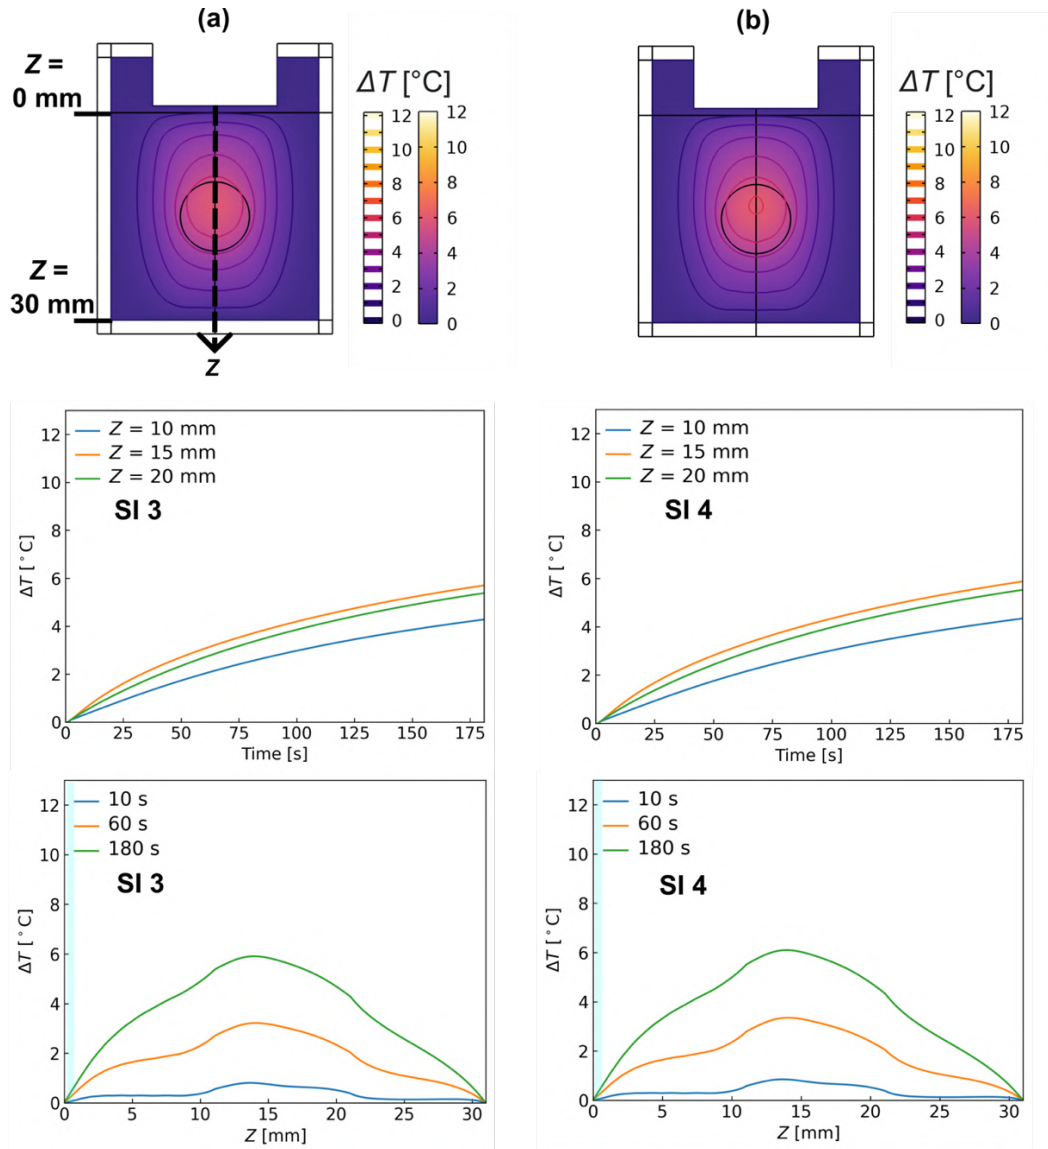 (a)
(b)
Z =
0 mm
Z =
30 mm
z
ΔT [°C]
12 12
10 10
8 8
6 6
4 4
2 2
0 0
ΔT [°C]
12 12
10 10
8 8
6 6
4 4
2 2
0 0
Z = 10 mm
Z = 15 mm
Z = 20 mm
SI 3
ΔT [°C]
12
10
8
6
4
2
0
0 25 50 75 100 125 150 175
Time [s]
Z = 10 mm
Z = 15 mm
Z = 20 mm
SI 4
ΔT [°C]
12
10
8
6
4
2
0
0 25 50 75 100 125 150 175
Time [s]
10 s
60 s
180 s
SI 3
ΔT [°C]
12
10
8
6
4
2
0
0 5 10 15 20 25 30
Z [mm]
10 s
60 s
180 s
SI 4
ΔT [°C]
12
10
8
6
4
2
0
0 5 10 15 20 25 30
Z [mm]